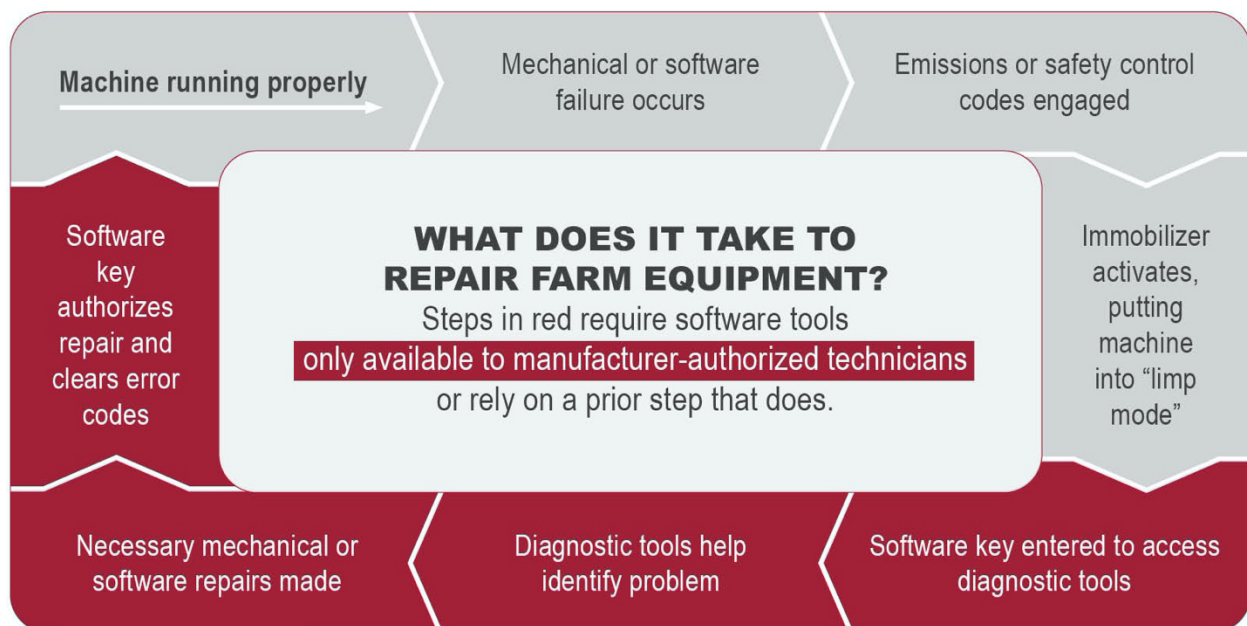 Machine running properly
Mechanical or software
failure occurs
Emissions or safety control
codes engaged
Immobilizer
activates,
putting
machine
into “limp
mode”
Software key entered to access
diagnostic tools
Diagnostic tools help
identify problem
Necessary mechanical or
software repairs made
Software
key
authorizes
repair and
clears error
codes
WHAT DOES IT TAKE TO
REPAIR FARM EQUIPMENT?
Steps in red require software tools
only available to manufacturer-authorized technicians
or rely on a prior step that does.